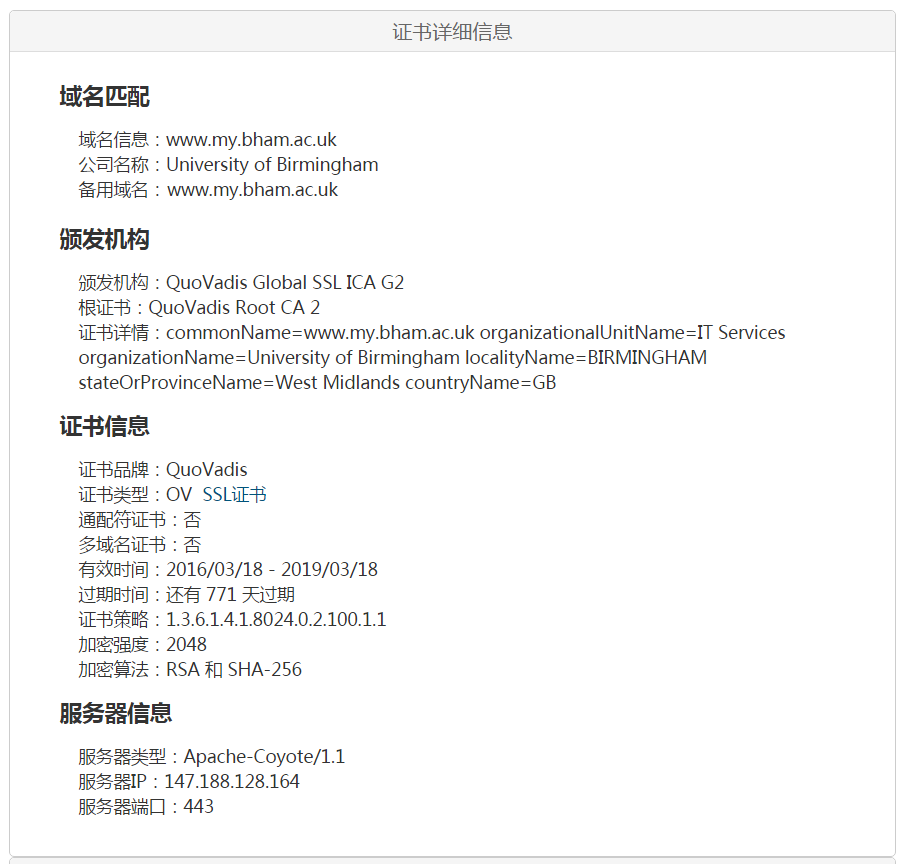 证书详细信息
域名匹配
域名信息：www.my.bham.ac.uk
公司名称：University of Birmingham
备用域名：www.my.bham.ac.uk
颁发机构
颁发机构：QuoVadis Global SSL ICA G2
根证书：QuoVadis Root CA 2
证书详情：commonName=www.my.bham.ac.uk organizationalUnitName=IT Services
organizationName=University of Birmingham localityName=BIRMINGHAM
stateOrProvinceName=West Midlands countryName=GB
证书信息
证书品牌：QuoVadis
证书类型：OV SSL证书
通配符证书：否
多域名证书：否
有效时间：2016/03/18 - 2019/03/18
过期时间：还有 771 天过期
证书策略：1.3.6.1.4.1.8024.0.2.100.1.1
加密强度：2048
加密算法：RSA 和 SHA-256
服务器信息
服务器类型：Apache-Coyote/1.1
服务器IP：147.188.128.164
服务器端口：443